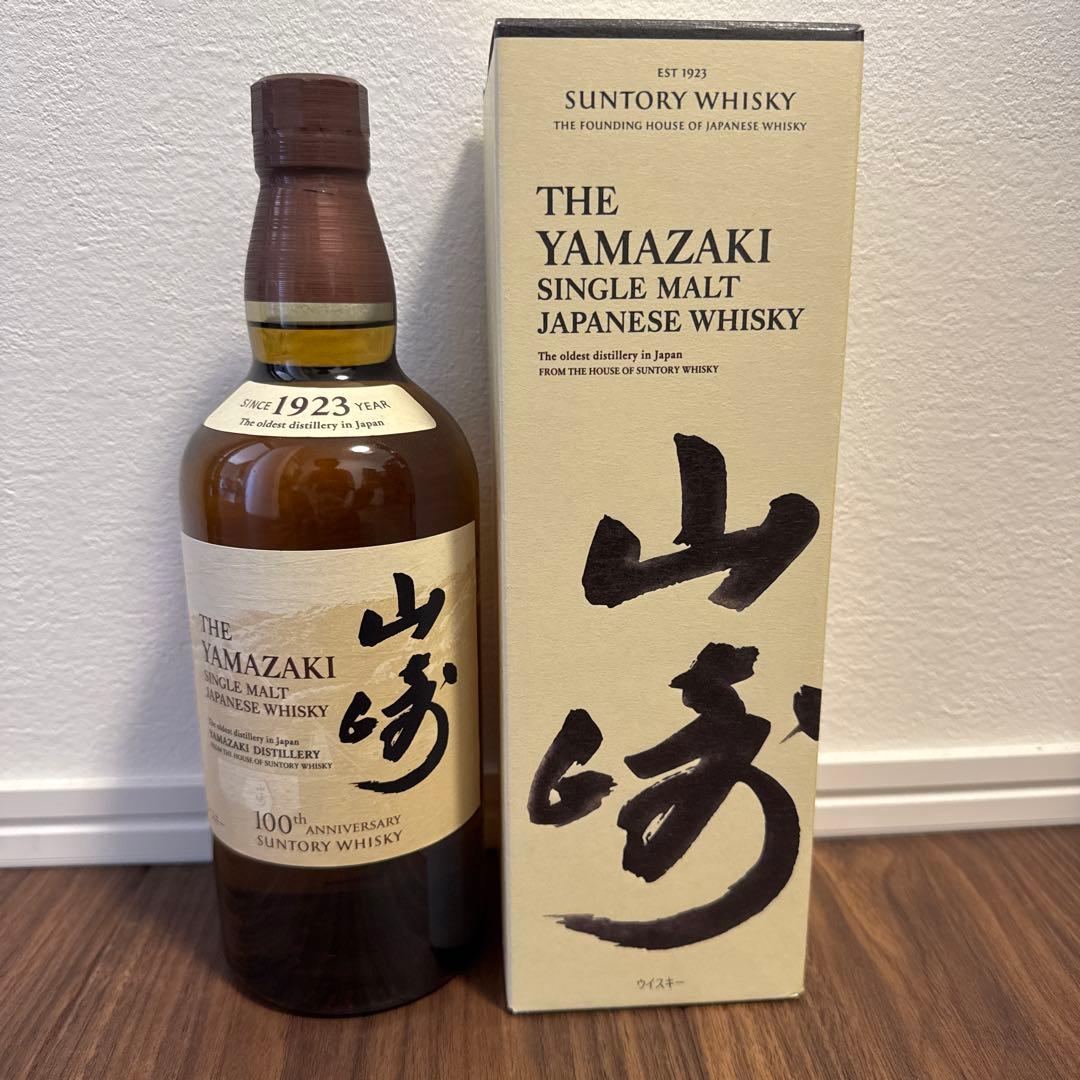 SINCE 1923 YEAR
The oldest distillery in Japan
THE
YAMAZAKI
SINGLE MALT
JAPANESE WHISKY
The oldest distillery in Japan
YAMAZAKI DISTILLERY
FROM THE HOUSE OF SUNTORY WHISKY
山崎
100th ANNIVERSARY
SUNTORY WHISKY
EST 1923
SUNTORY WHISKY
THE FOUNDING HOUSE OF JAPANESE WHISKY
THE
YAMAZAKI
SINGLE MALT
JAPANESE WHISKY
The oldest distillery in Japan
FROM THE HOUSE OF SUNTORY WHISKY
山崎
ウイスキー